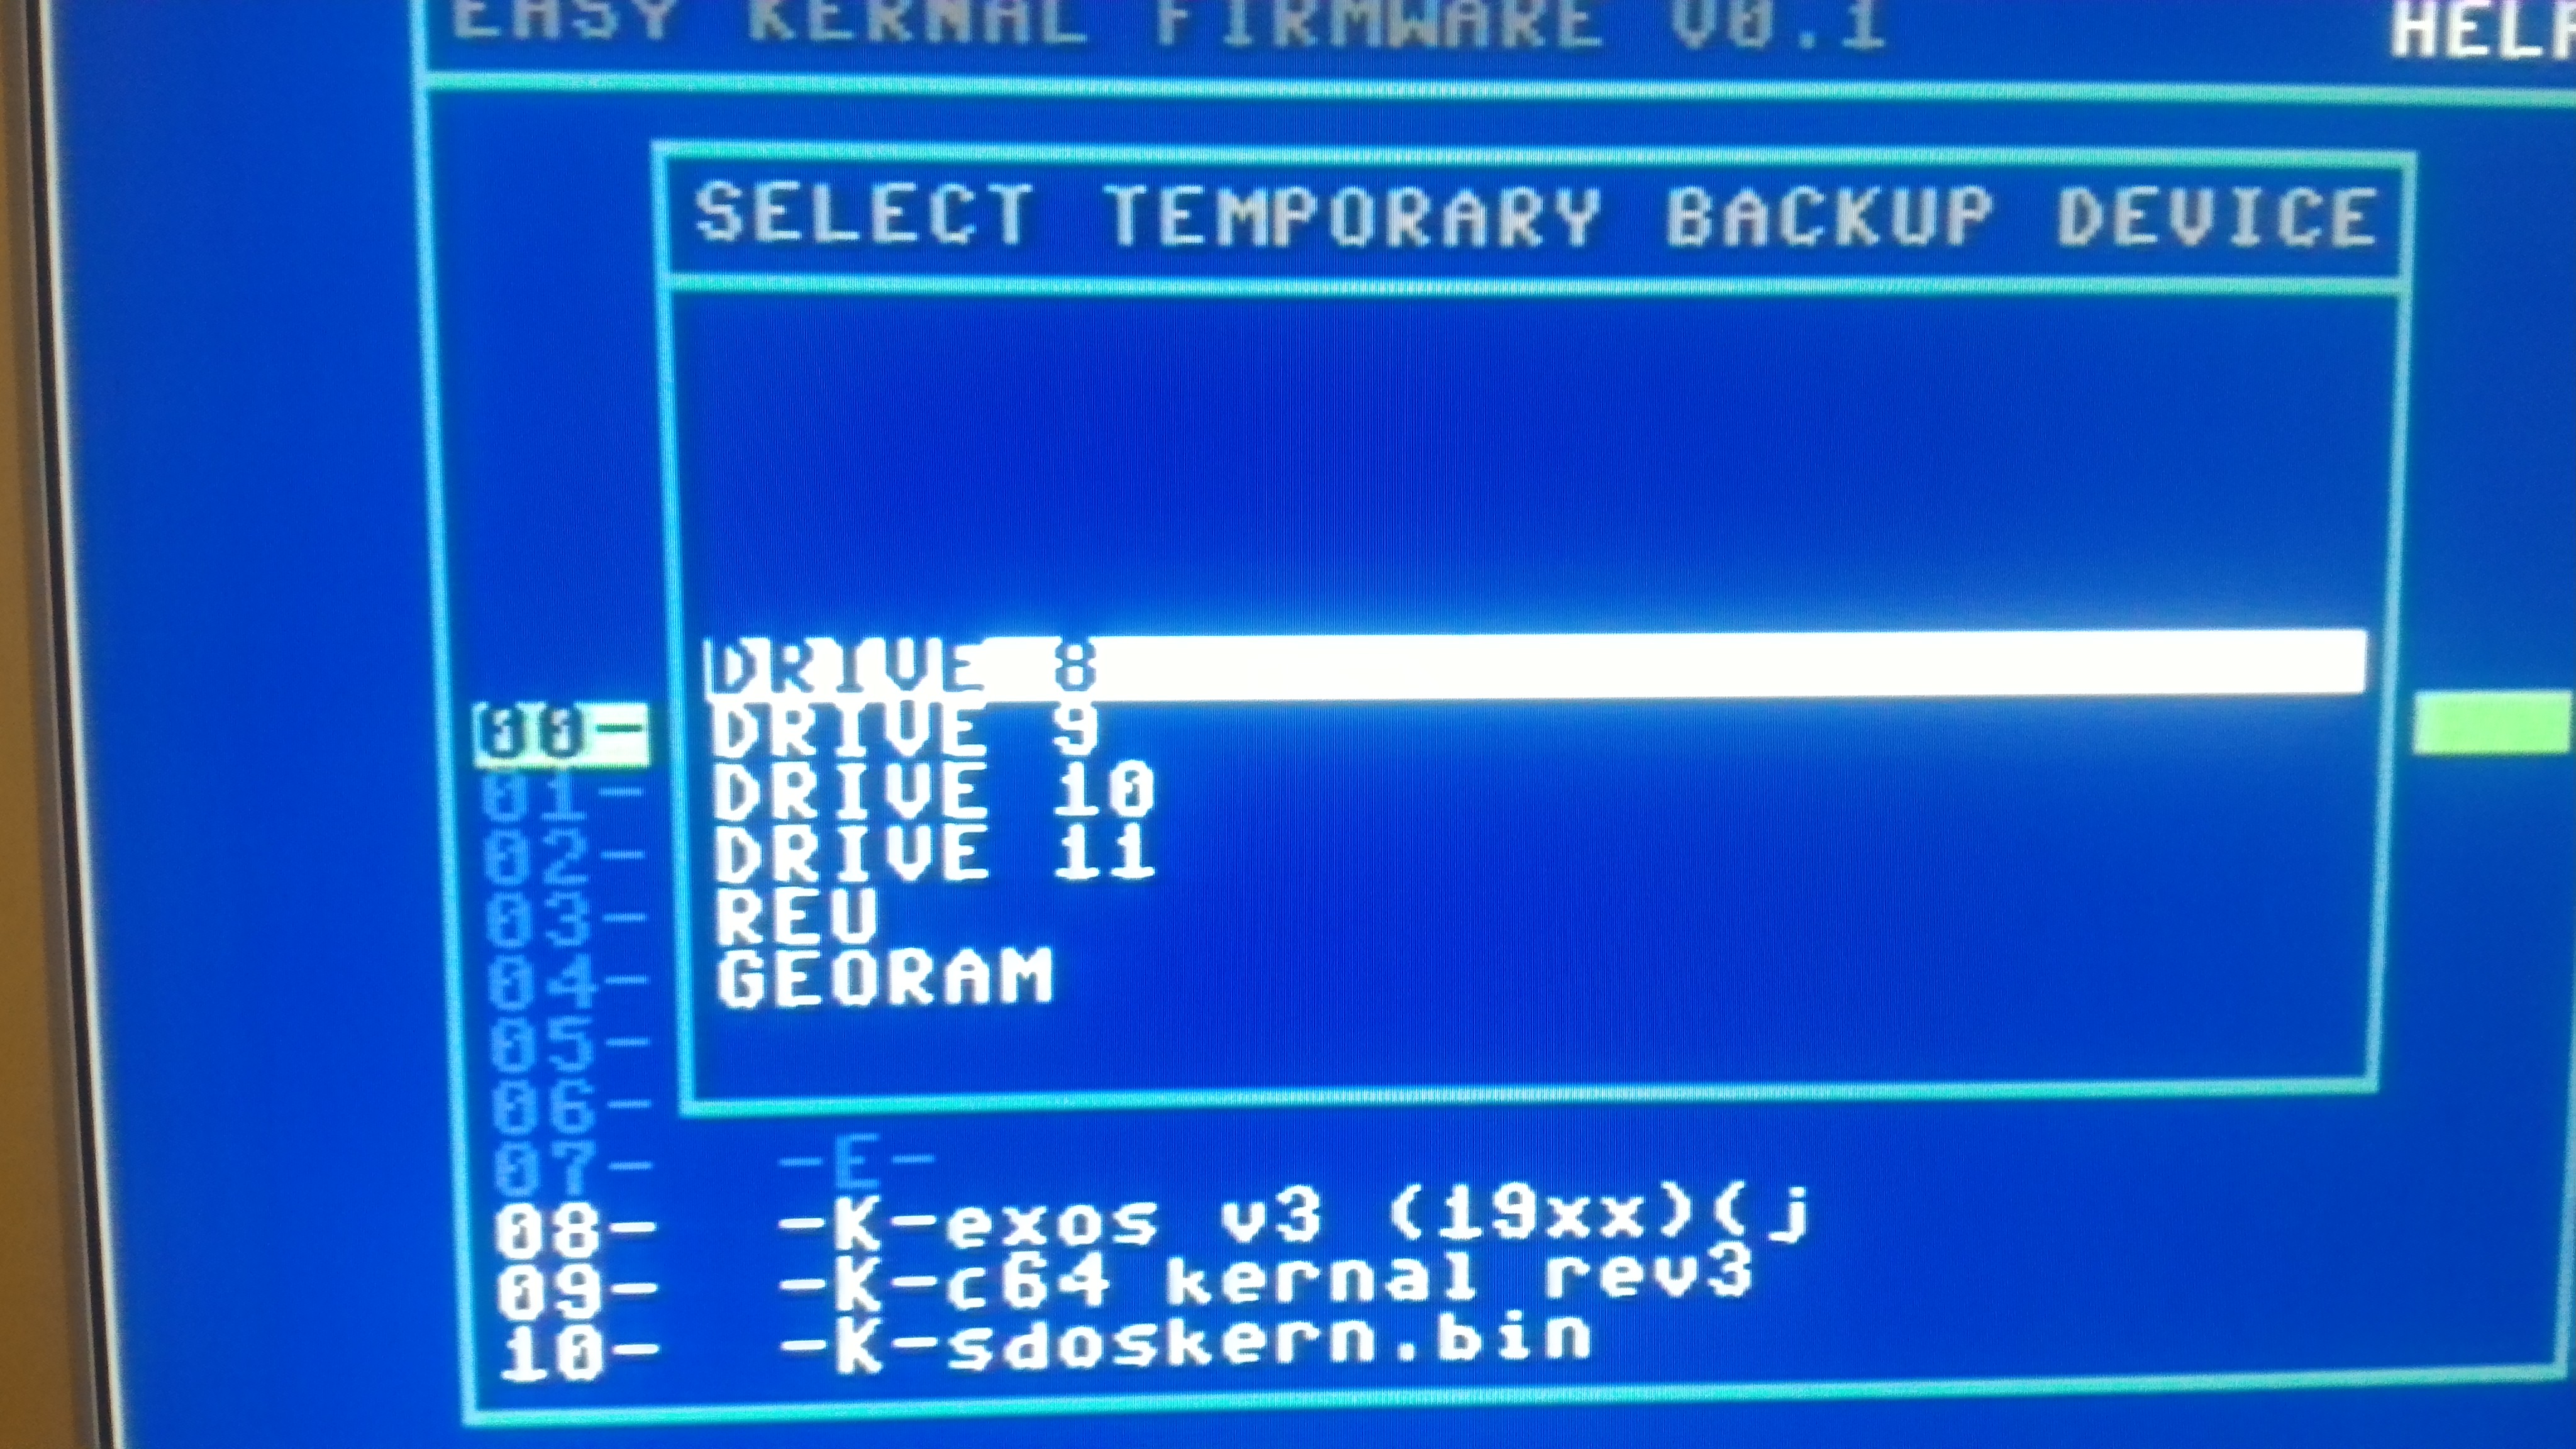 EASY KERNAL FIRMWARE V0.1
HELP
SELECT TEMPORARY BACKUP DEVICE
DRIVE 8
DRIVE 9
DRIVE 10
DRIVE 11
REU
GEORAM
00-
01-
02-
03-
04-
05-
06-
07- -E-
08- -K-exos v3 (19xx)(j
09- -K-c64 kernal rev3
10- -K-sdoskern.bin